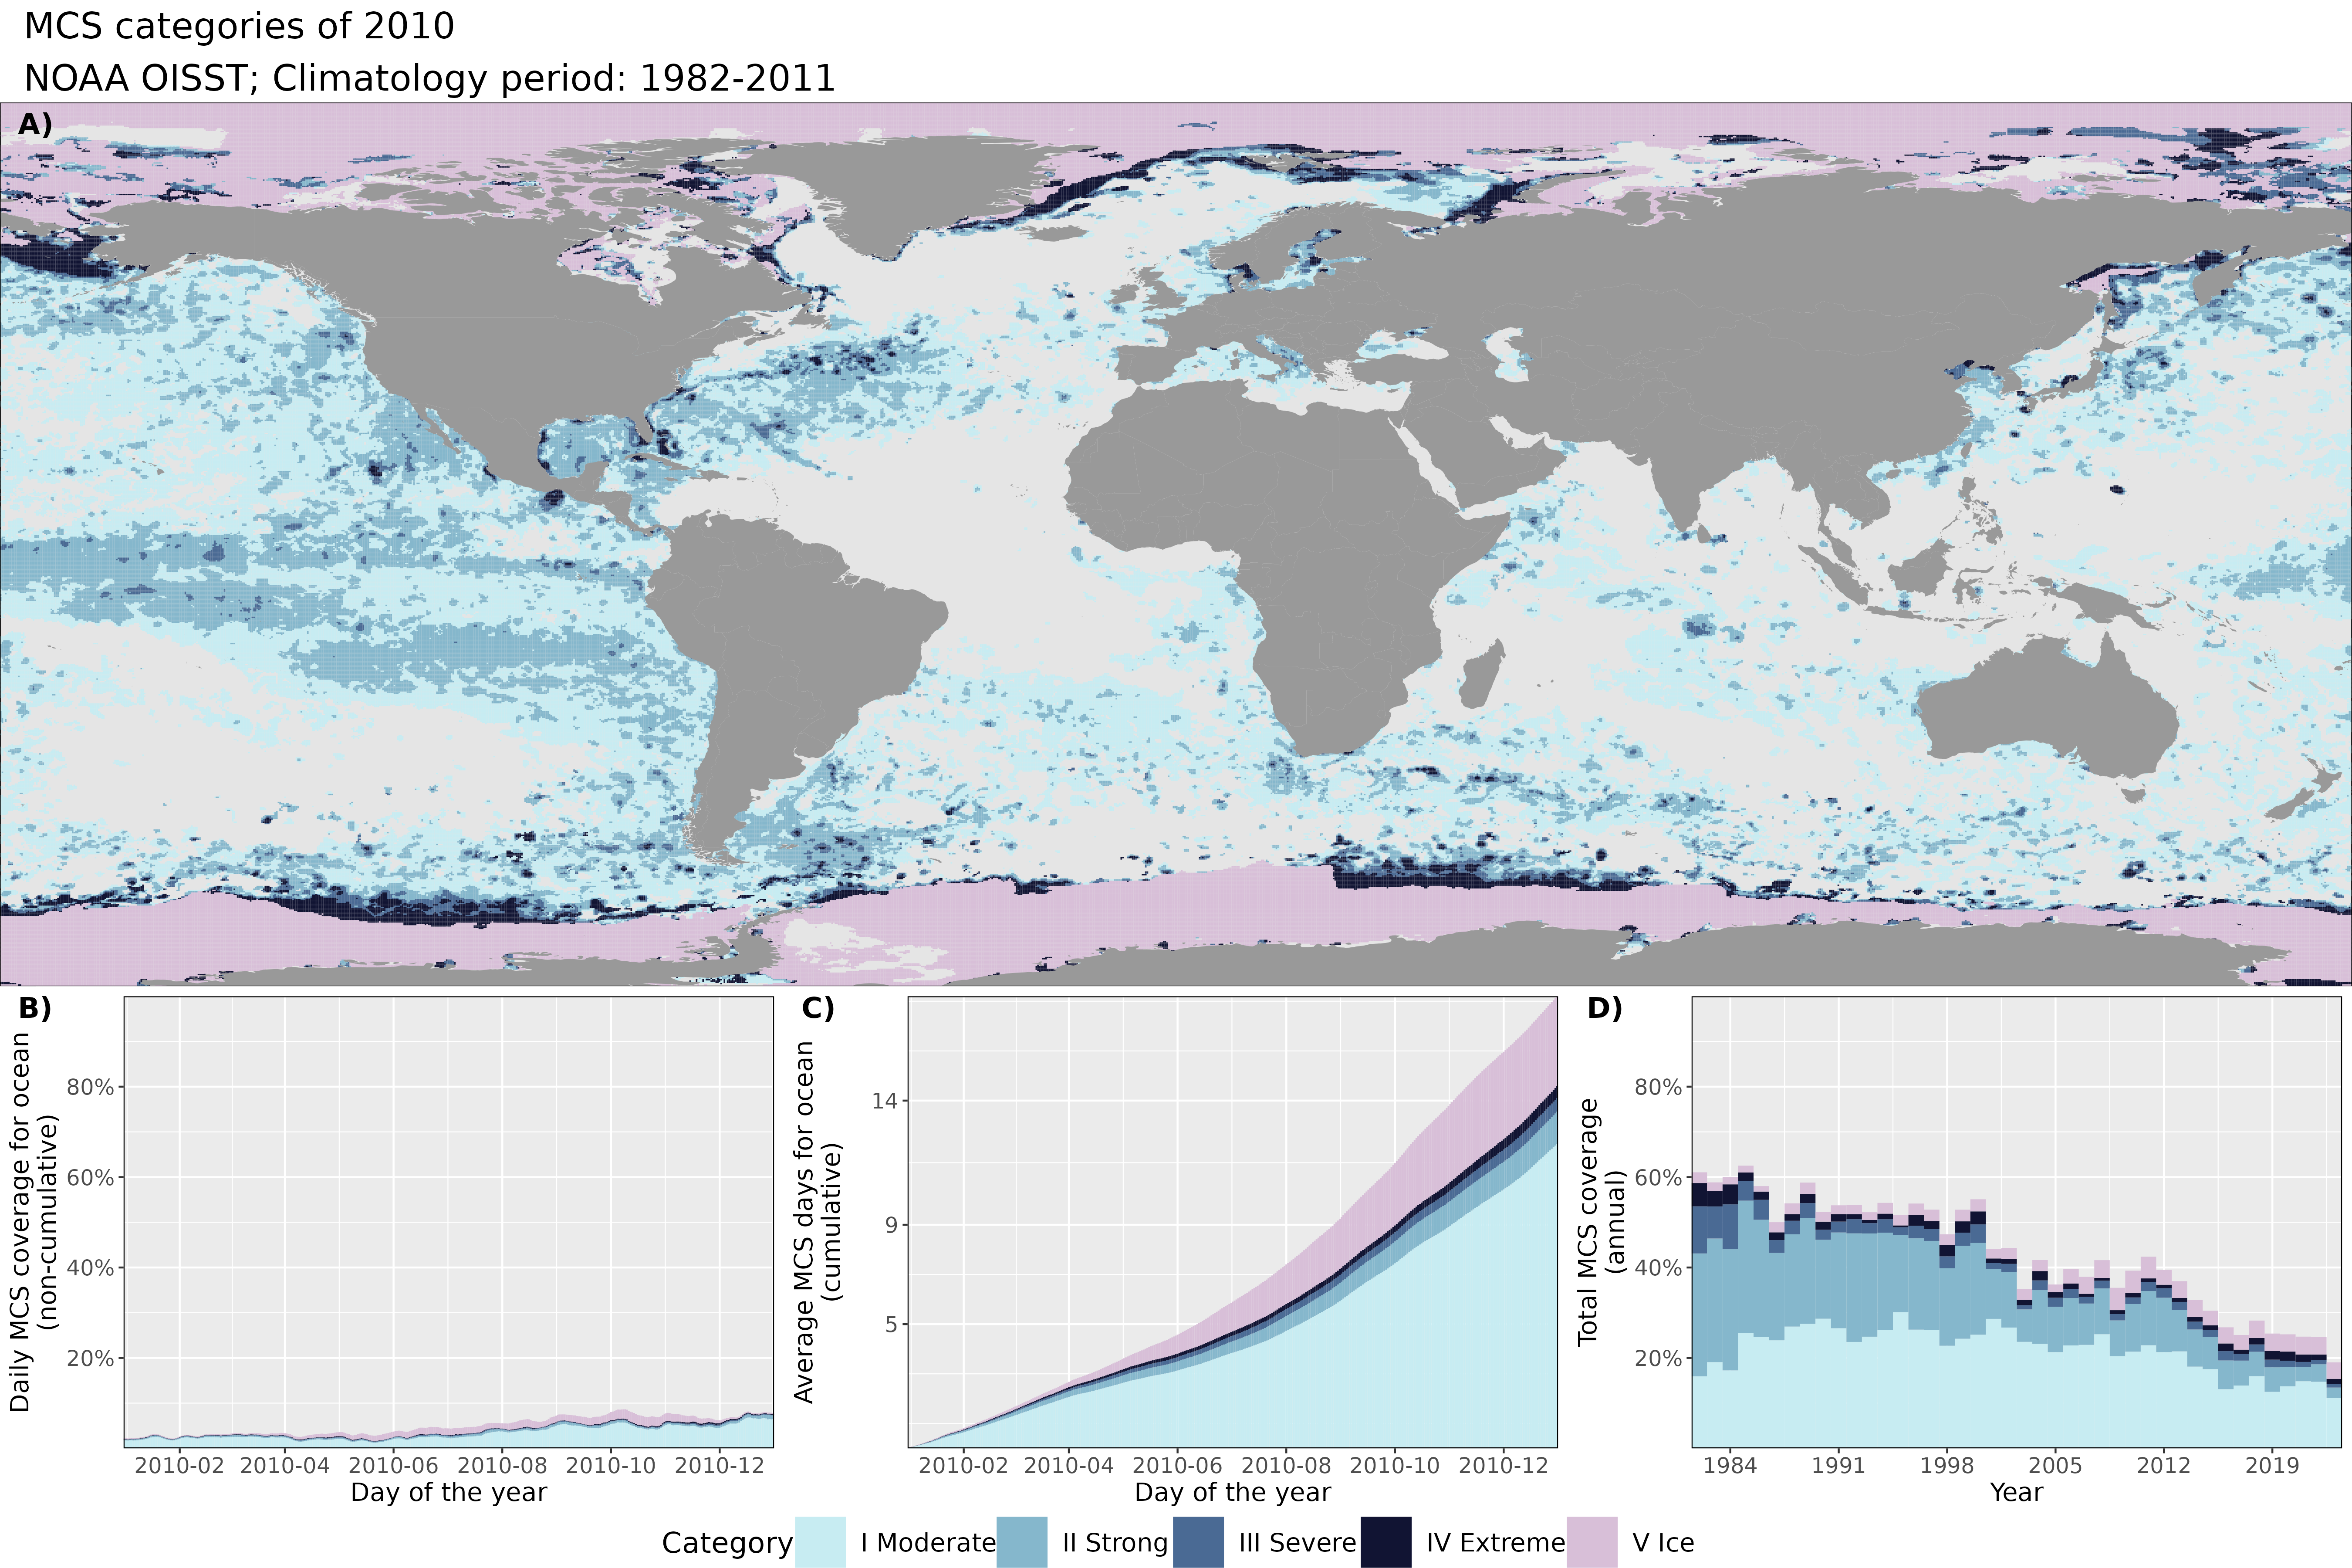 MCS categories of 2010
NOAA OISST; Climatology period: 1982-2011
A)
B)
Daily MCS coverage for ocean
(non-cumulative)
80%
60%
40%
20%
2010-02 2010-04 2010-06 2010-08 2010-10 2010-12
Day of the year
C)
Average MCS days for ocean
(cumulative)
14
9
5
2010-02 2010-04 2010-06 2010-08 2010-10 2010-12
Day of the year
D)
Total MCS coverage
(annual)
80%
60%
40%
20%
1984 1991 1998 2005 2012 2019
Year
Category I Moderate II Strong III Severe IV Extreme V Ice